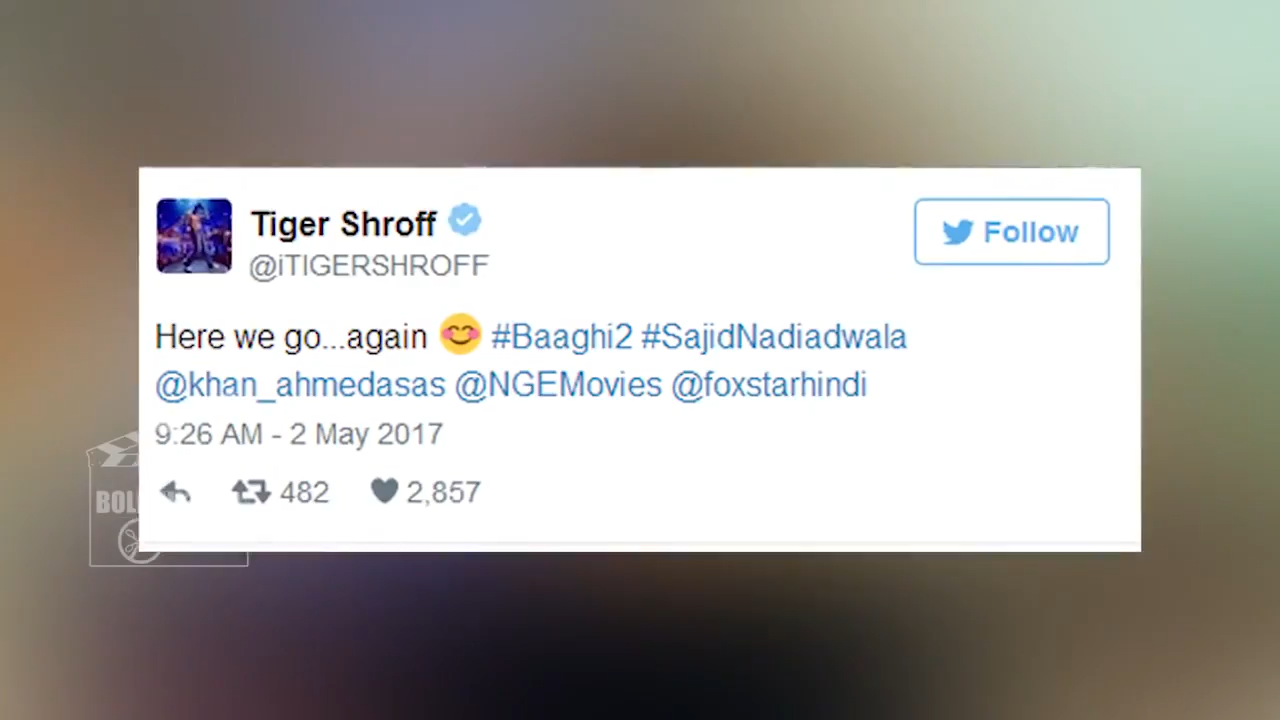 Tiger Shroff
@iTIGERSHROFF
Follow
Here we go...again 😊 #Baaghi2 #SajidNadiadwala
@khan_ahmedasas @NGEMovies @foxstarhindi
9:26 AM - 2 May 2017
482 2,857